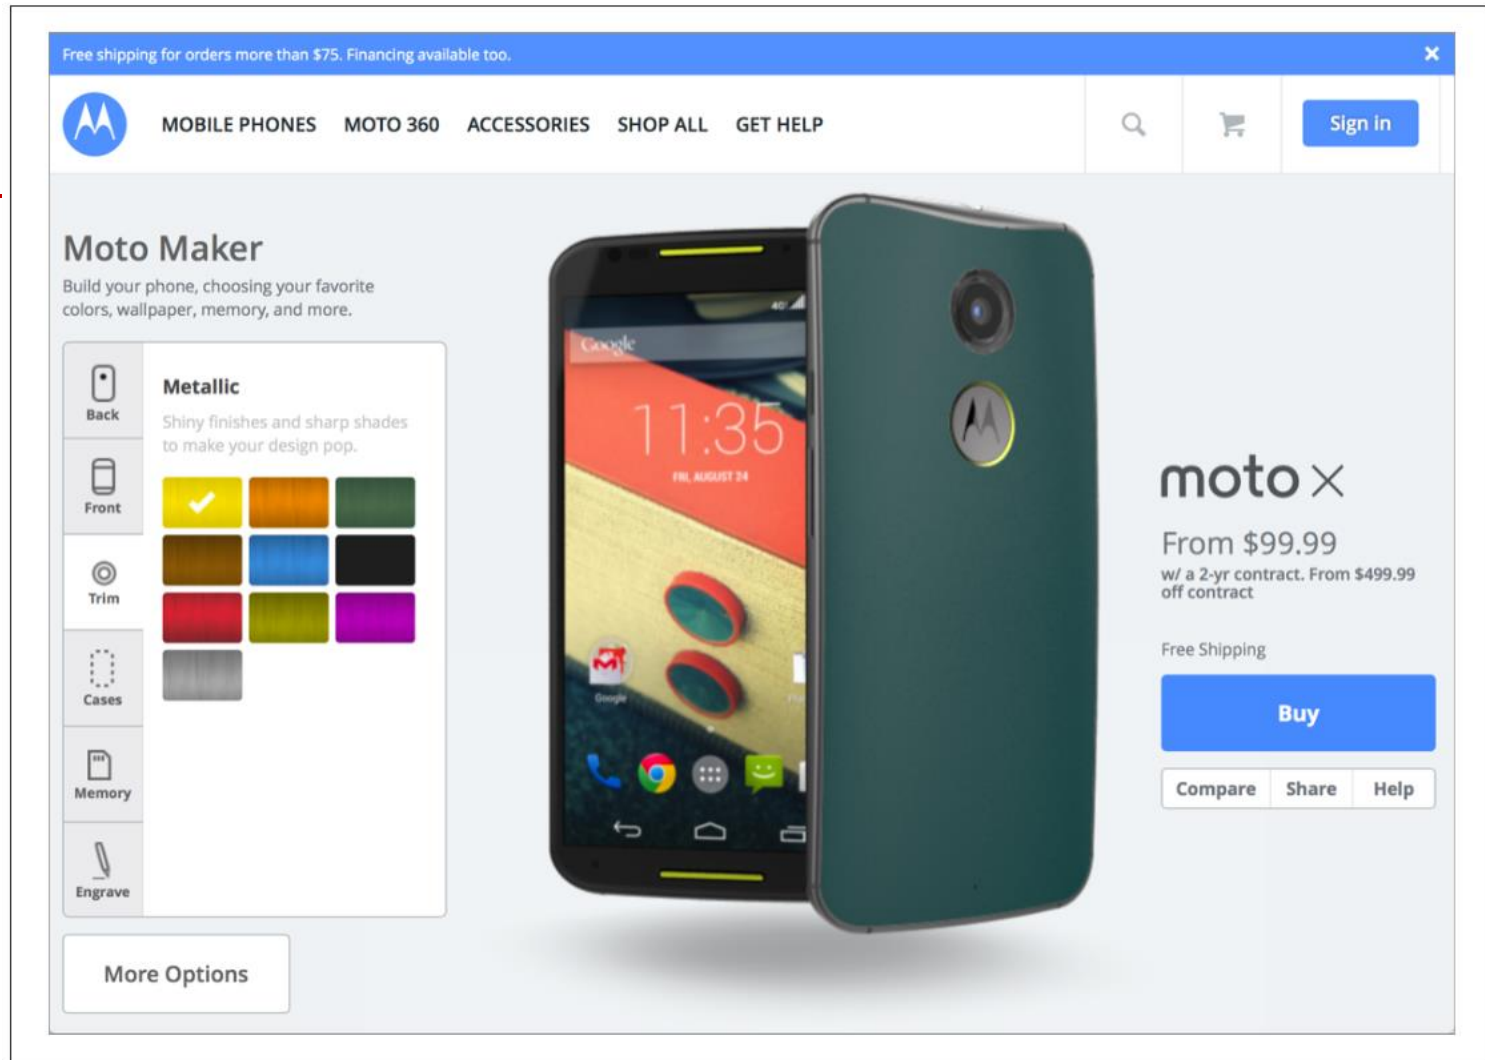 Free shipping for orders more than $75. Financing available too.
MOBILE PHONES MOTO 360 ACCESSORIES SHOP ALL GET HELP
Sign in
Moto Maker
Build your phone, choosing your favorite
colors, wallpaper, memory, and more.
Back
Front
Trim
Cases
Memory
Engrave
Metallic
Shiny finishes and sharp shades
to make your design pop.
More Options
4G
Google
11:35
FRI, AUGUST 24
Google
moto x
From $99.99
w/ a 2-yr contract. From $499.99
off contract
Free Shipping
Buy
Compare Share Help